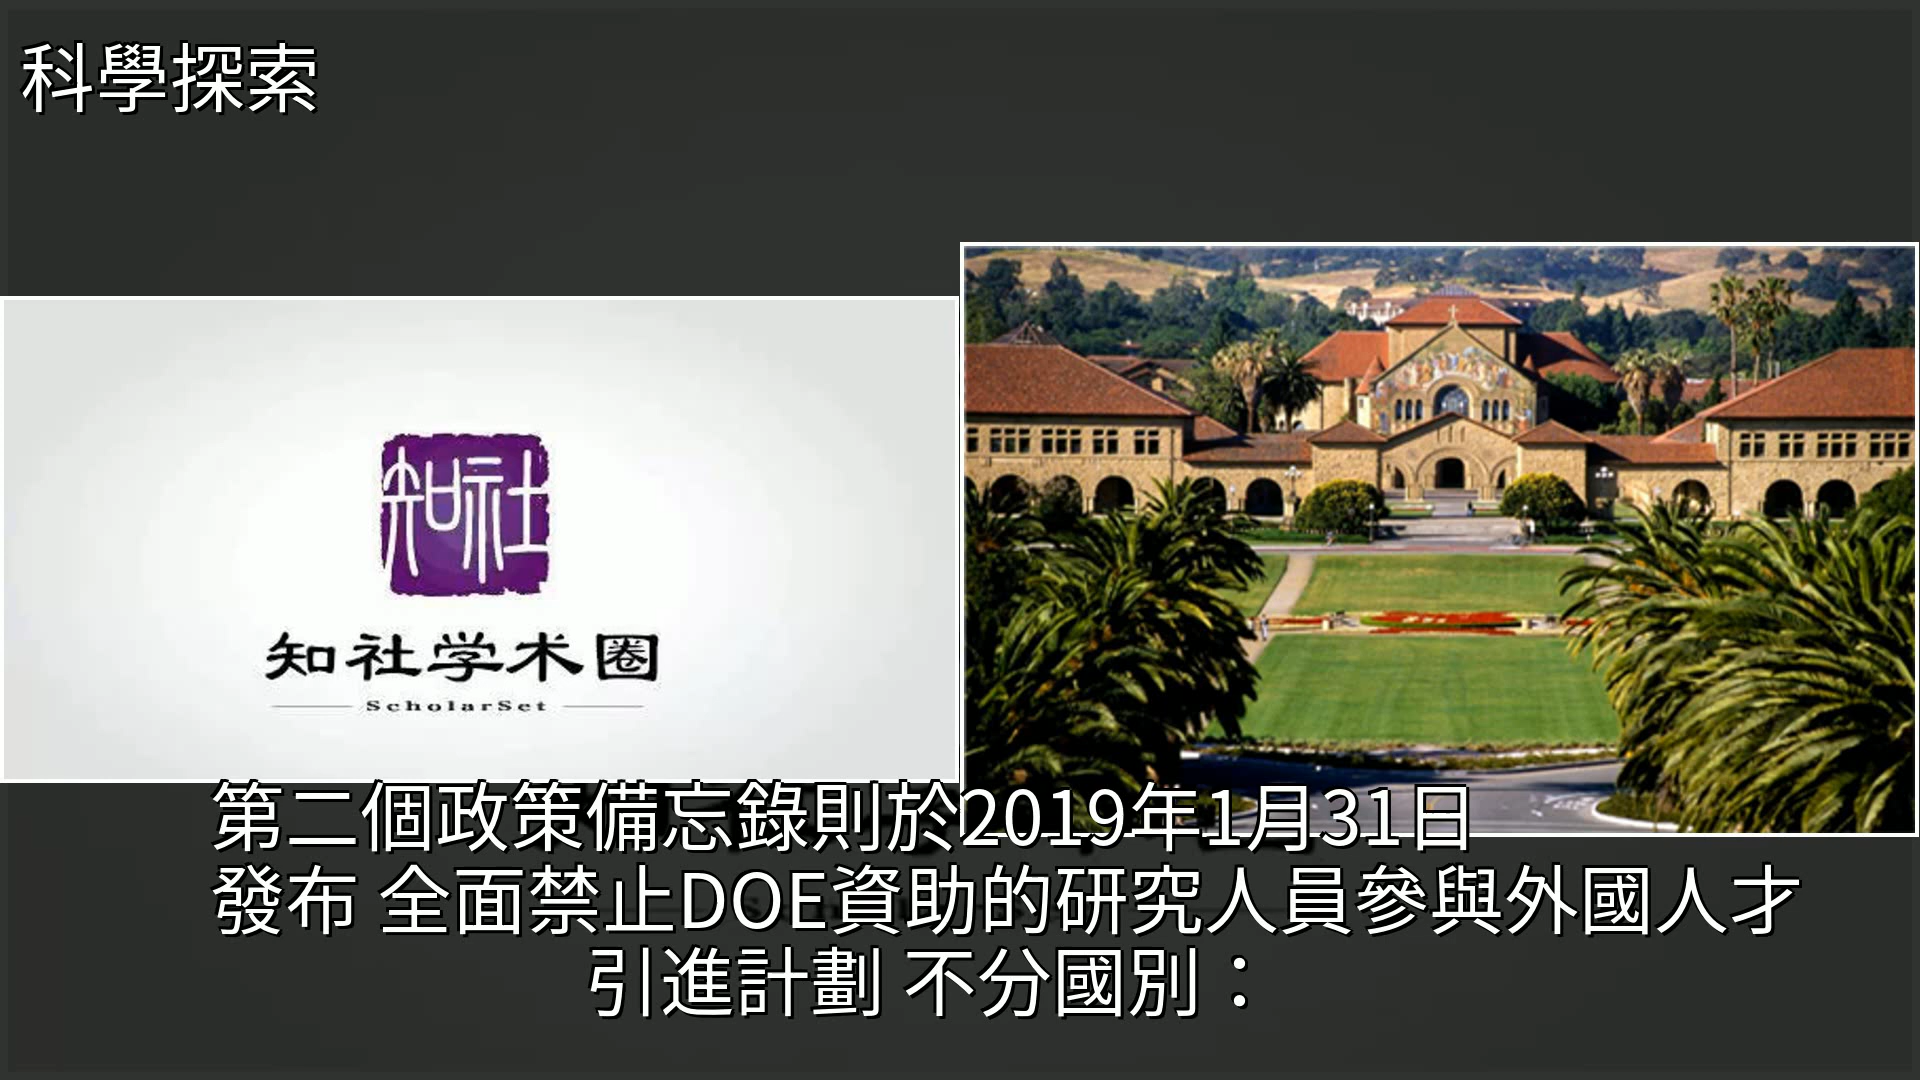 科學探索
知社
知社学术圈
ScholarSet
第二個政策備忘錄則於2019年1月31日
發布 全面禁止DOE資助的研究人員參與外國人才
引進計劃 不分國別：